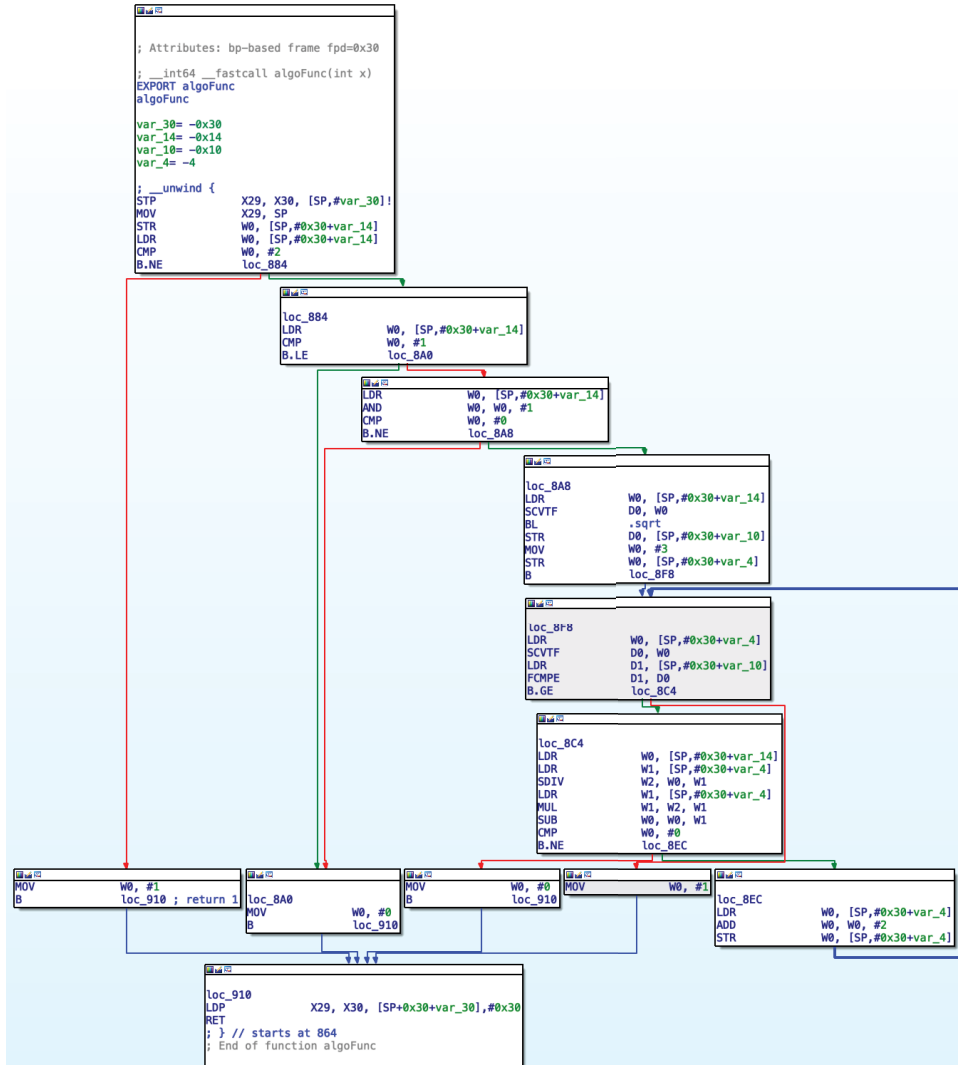 ; Attributes: bp-based frame fpd=0x30
; __int64 __fastcall algoFunc(int x)
EXPORT algoFunc
algoFunc
var_30= -0x30
var_14= -0x14
var_10= -0x10
var_4= -4
; __unwind {
STP X29, X30, [SP,#var_30]!
MOV X29, SP
STR W0, [SP,#0x30+var_14]
LDR W0, [SP,#0x30+var_14]
CMP W0, #2
B.NE loc_884
loc_884
LDR W0, [SP,#0x30+var_14]
CMP W0, #1
B.LE loc_8A0
LDR W0, [SP,#0x30+var_14]
AND W0, W0, #1
CMP W0, #0
B.NE loc_8A8
loc_8A8
LDR W0, [SP,#0x30+var_14]
SCVTF D0, W0
BL .sqrt
STR D0, [SP,#0x30+var_10]
MOV W0, #3
STR W0, [SP,#0x30+var_4]
B loc_8F8
loc_8F8
LDR W0, [SP,#0x30+var_4]
SCVTF D0, W0
LDR D1, [SP,#0x30+var_10]
FCMPE D1, D0
B.GE loc_8C4
loc_8C4
LDR W0, [SP,#0x30+var_14]
LDR W1, [SP,#0x30+var_4]
SDIV W2, W0, W1
LDR W1, [SP,#0x30+var_4]
MUL W1, W2, W1
SUB W0, W0, W1
CMP W0, #0
B.NE loc_8EC
MOV W0, #1
B loc_910 ; return 1
loc_8A0
MOV W0, #0
B loc_910
MOV W0, #0
B loc_910
MOV W0, #1
loc_8EC
LDR W0, [SP,#0x30+var_4]
ADD W0, W0, #2
STR W0, [SP,#0x30+var_4]
loc_910
LDP X29, X30, [SP+0x30+var_30],#0x30
RET
; } // starts at 864
; End of function algoFunc